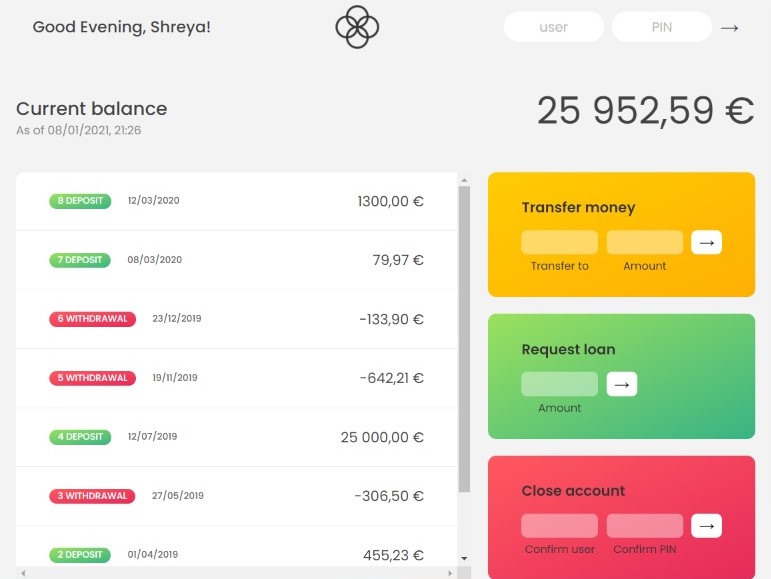 Good Evening, Shreya!
user
PIN
→
Current balance
As of 08/01/2021, 21:26
25 952,59 €
8 DEPOSIT 12/03/2020 1300,00 €
7 DEPOSIT 08/03/2020 79,97 €
6 WITHDRAWAL 23/12/2019 -133,90 €
5 WITHDRAWAL 19/11/2019 -642,21 €
4 DEPOSIT 12/07/2019 25 000,00 €
3 WITHDRAWAL 27/05/2019 -306,50 €
2 DEPOSIT 01/04/2019 455,23 €
Transfer money
→
Transfer to Amount
Request loan
→
Amount
Close account
→
Confirm user Confirm PIN